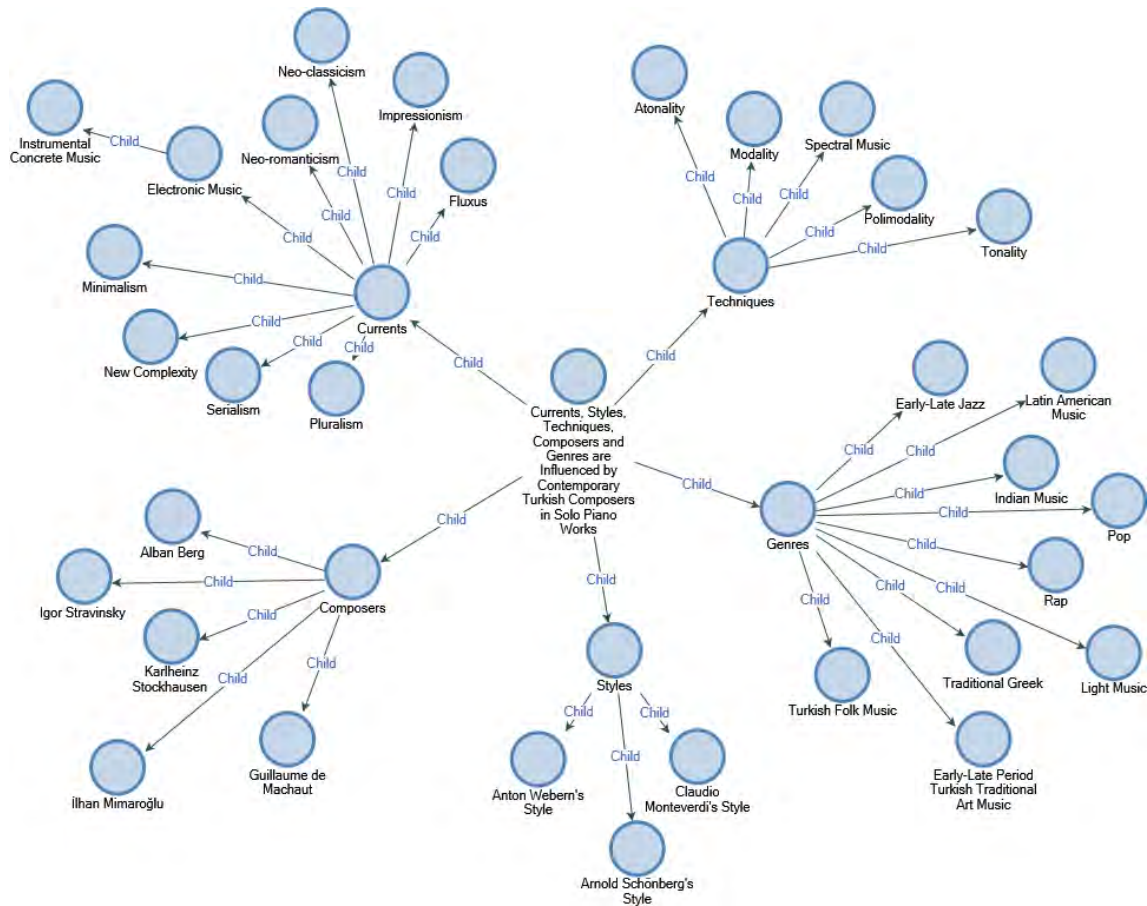 Neo-classicism
Impressionism
Instrumental
Concrete Music
Child
Electronic Music
Neo-romanticism
Fluxus
Child
Child
Child
Child
Child
Minimalism
Child
New Complexity
Child
Serialism
Child
Pluralism
Child
Currents
Child
Atonality
Modality
Spectral Music
Polimodality
Tonality
Child
Child
Child
Child
Child
Techniques
Child
Currents, Styles,
Techniques,
Composers and
Genres are
Influenced by
Contemporary
Turkish Composers
in Solo Piano
Works
Early-Late Jazz
Latin American
Music
Indian Music
Pop
Rap
Light Music
Traditional Greek
Turkish Folk Music
Early-Late Period
Turkish Traditional
Art Music
Child
Child
Child
Child
Child
Child
Child
Child
Child
Genres
Child
Child
Alban Berg
Child
Igor Stravinsky
Child
Composers
Karlheinz
Stockhausen
Child
Child
Child
İlhan Mimaroğlu
Guillaume de
Machaut
Child
Styles
Child
Child
Child
Anton Webern's
Style
Claudio
Monteverdi's Style
Arnold Schönberg's
Style